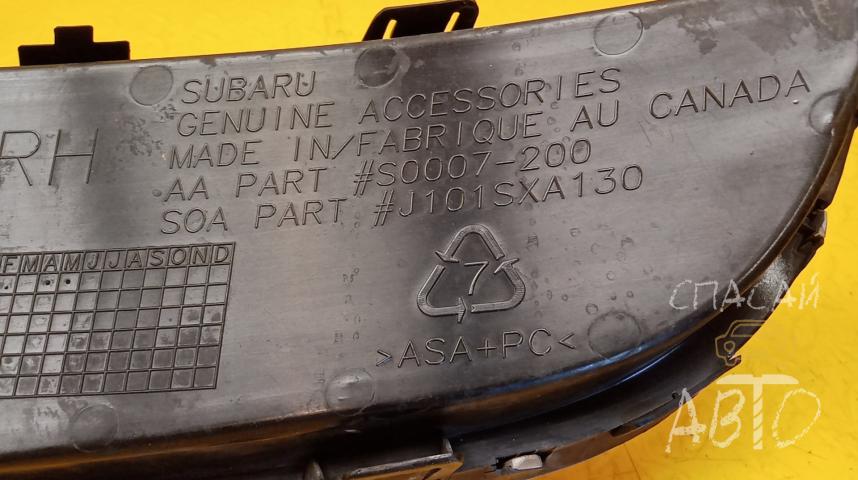 SUBARU
GENUINE ACCESSORIES
MADE IN/FABRIQUE AU CANADA
AA PART #S0007-200
SOA PART #J101SXA130
RH
FMAMJJASOND
7
>ASA+PC<
СПАСАЙ
АВТО